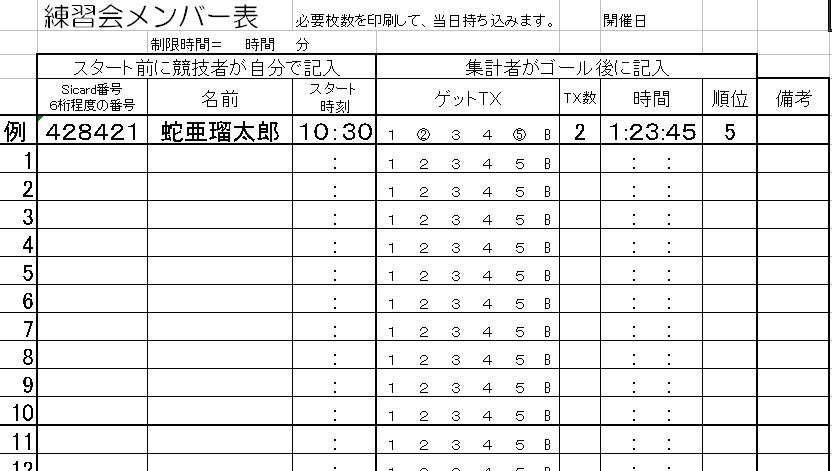 練習会メンバー表 必要枚数を印刷して、当日持ち込みます。 開催日
制限時間= 時間 分
スタート前に競技者が自分で記入 集計者がゴール後に記入
Sicard番号 6桁程度の番号 名前 スタート時刻 ゲットTX TX数 時間 順位 備考
例 428421 蛇亜瑠太郎 10:30 1 ② 3 4 ⑤ B 2 1:23:45 5
1 : 1 2 3 4 5 B : :
2 : 1 2 3 4 5 B : :
3 : 1 2 3 4 5 B : :
4 : 1 2 3 4 5 B : :
5 : 1 2 3 4 5 B : :
6 : 1 2 3 4 5 B : :
7 : 1 2 3 4 5 B : :
8 : 1 2 3 4 5 B : :
9 : 1 2 3 4 5 B : :
10 : 1 2 3 4 5 B : :
11 : 1 2 3 4 5 B : :
12